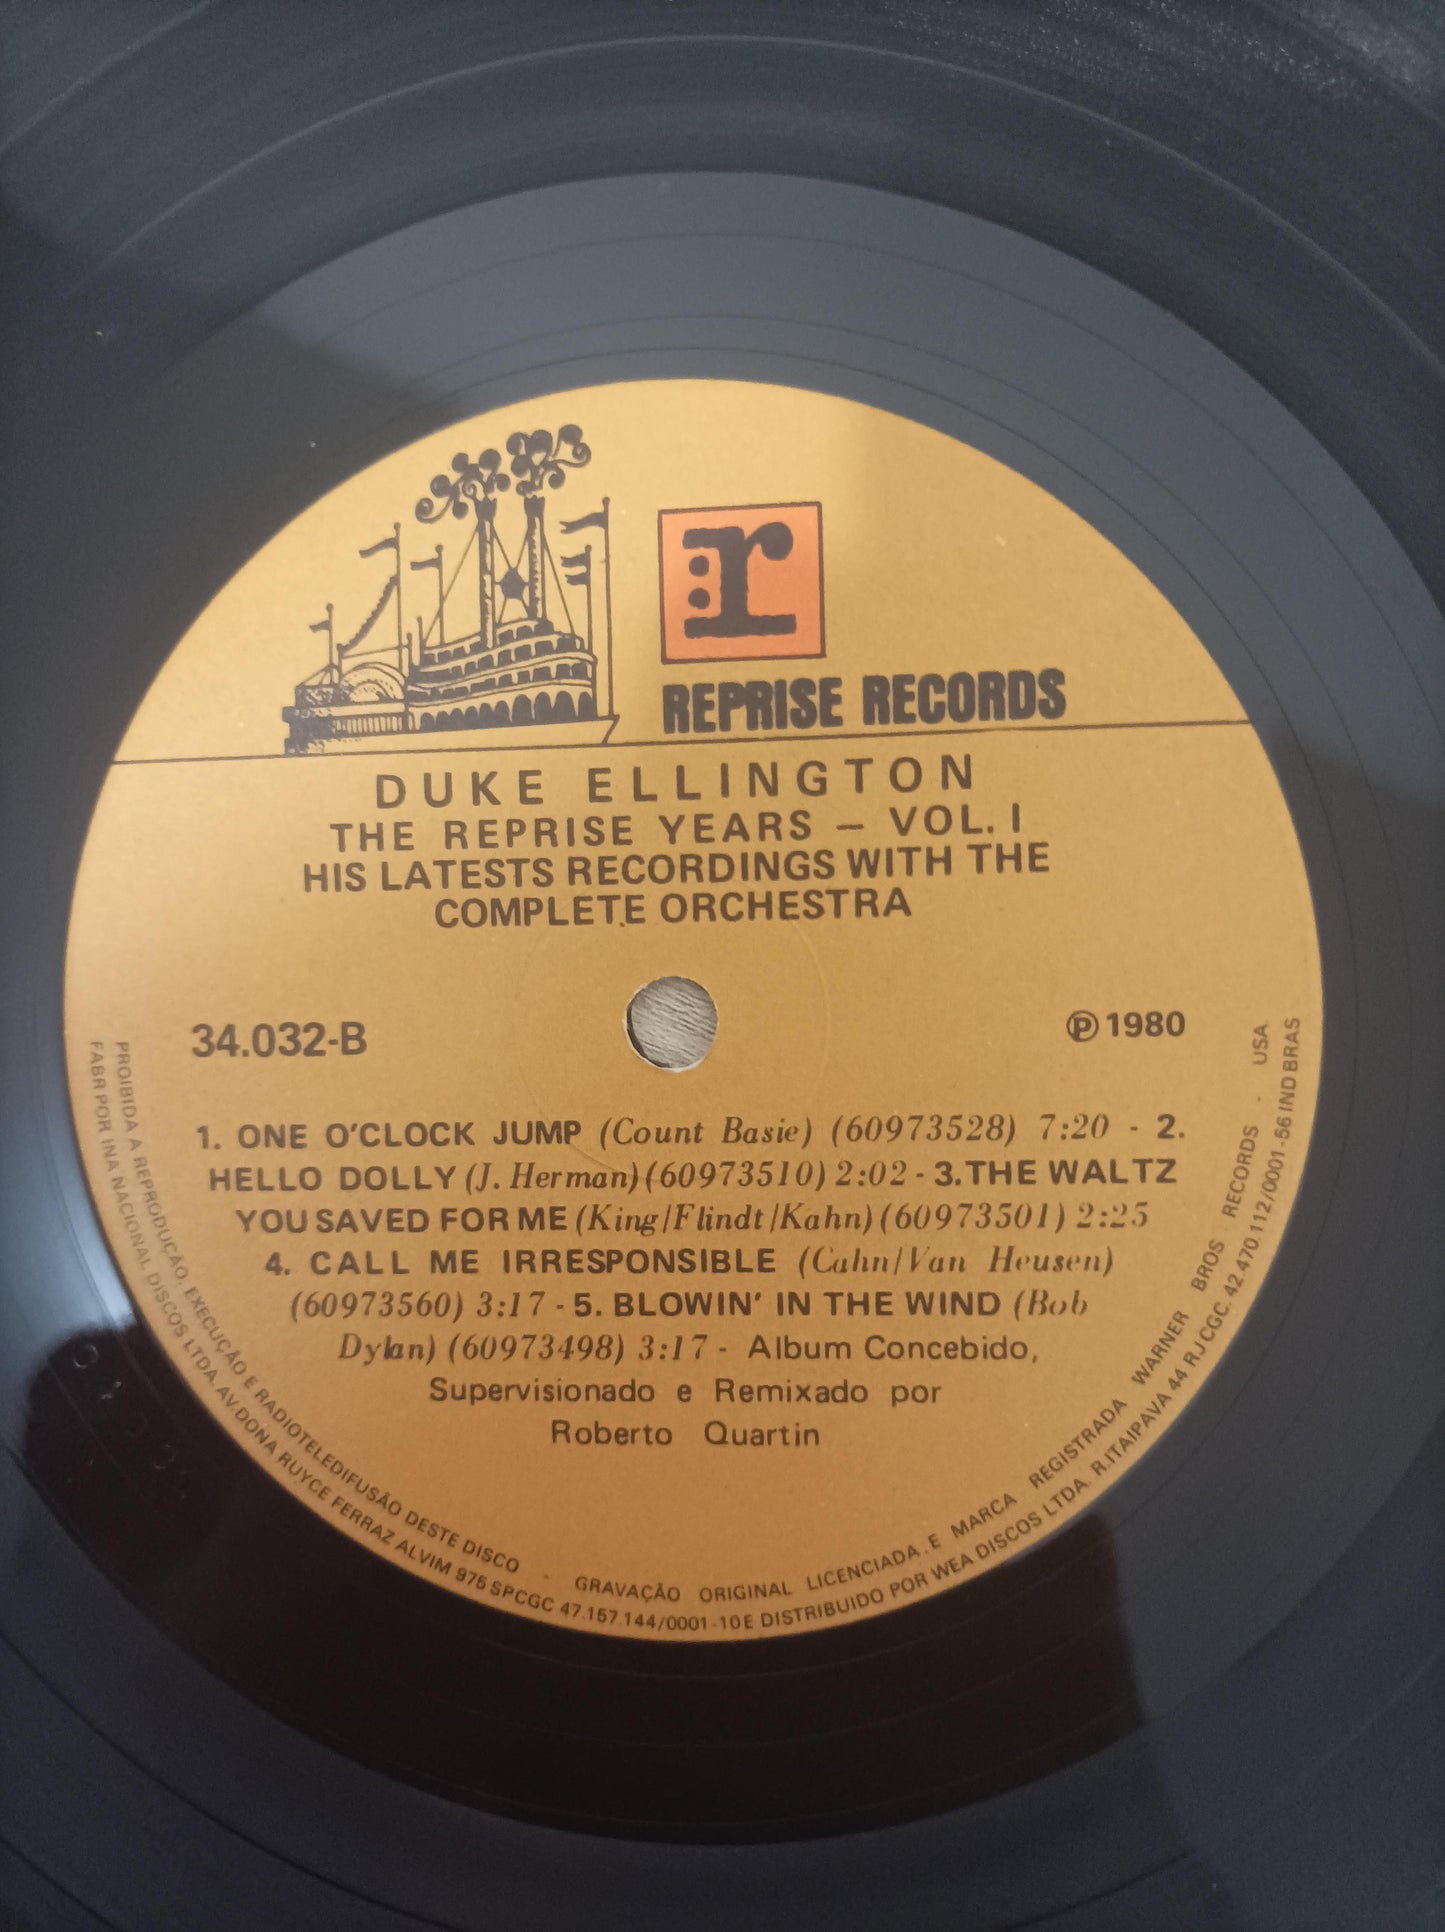 r
REPRISE RECORDS
DUKE ELLINGTON
THE REPRISE YEARS – VOL. I
HIS LATESTS RECORDINGS WITH THE
COMPLETE ORCHESTRA
34.032-B
℗ 1980
1. ONE O'CLOCK JUMP (Count Basie) (60973528) 7:20 - 2.
HELLO DOLLY (J. Herman) (60973510) 2:02 - 3. THE WALTZ
YOU SAVED FOR ME (King/Flindt/Kahn) (60973501) 2:25
4. CALL ME IRRESPONSIBLE (Cahn/Van Heusen)
(60973560) 3:17 - 5. BLOWIN' IN THE WIND (Bob
Dylan) (60973498) 3:17 - Album Concebido,
Supervisionado e Remixado por
Roberto Quartin
PROIBIDA A REPRODUÇÃO, EXECUÇÃO E RADIOTELEDIFUSÃO DESTE DISCO - GRAVAÇÃO ORIGINAL LICENCIADA E MARCA REGISTRADA WARNER BROS RECORDS - USA
FABR POR INA NACIONAL DISCOS LTDA. AV. DONA RUYCE FERRAZ ALVIM 975 SP CGC 47.157.144/0001-10 E DISTRIBUIDO POR WEA DISCOS LTDA. R. ITAIPAVA 44 RJ CGC. 42.470.112/0001-56 IND BRAS